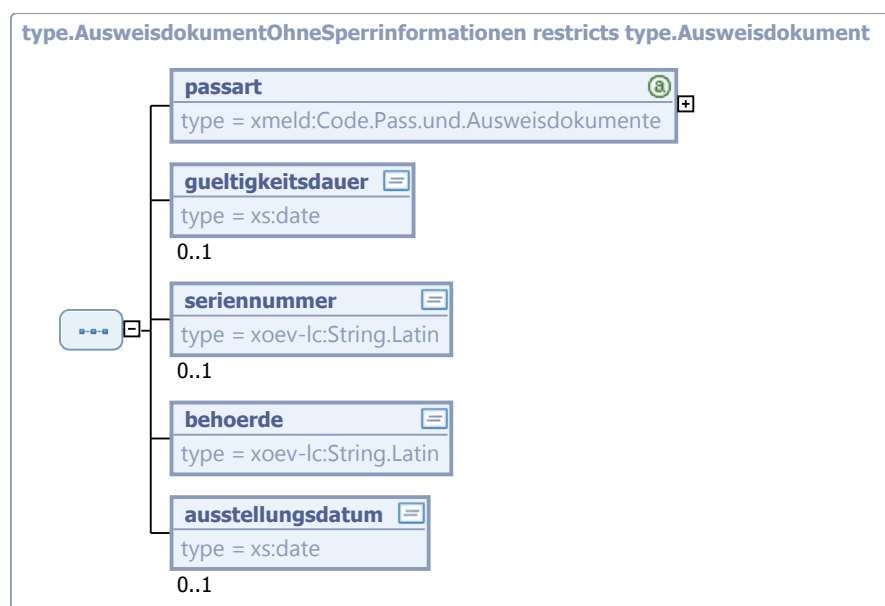 type.AusweisdokumentOhneSperrinformationen restricts type.Ausweisdokument
passart
type = xmeld:Code.Pass.und.Ausweisdokumente
gueltigkeitsdauer
type = xs:date
0..1
seriennummer
type = xoev-lc:String.Latin
0..1
behoerde
type = xoev-lc:String.Latin
ausstellungsdatum
type = xs:date
0..1